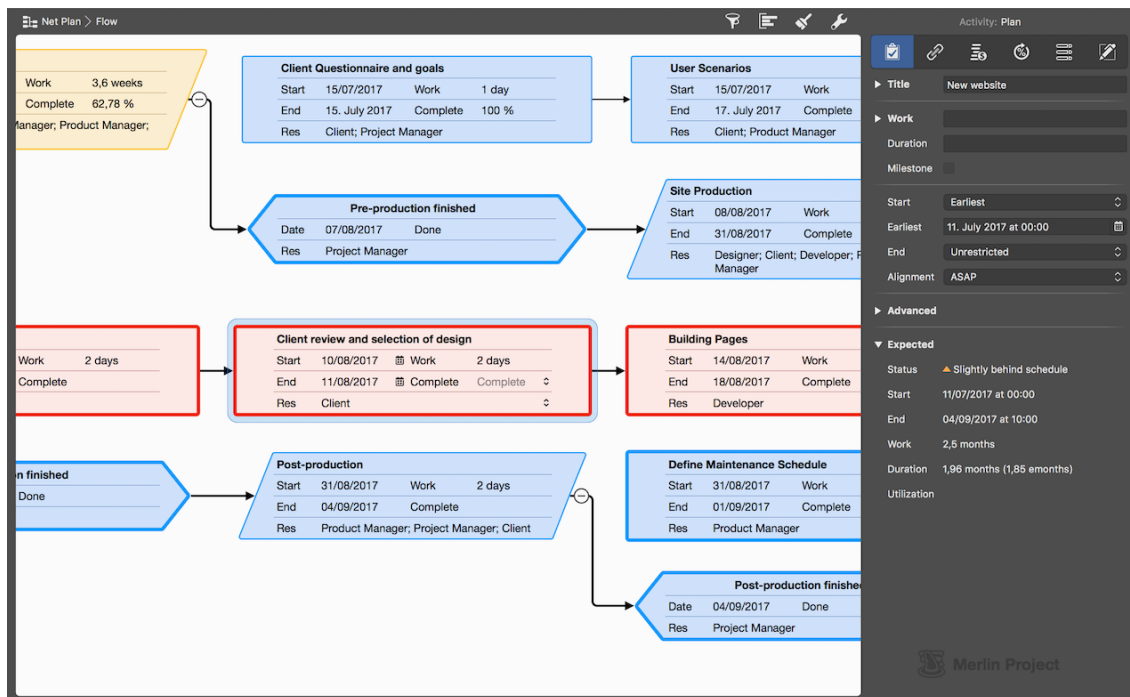 Net Plan > Flow
Activity: Plan
Work 3,6 weeks
Complete 62,78 %
Manager; Product Manager;
Client Questionnaire and goals
Start 15/07/2017 Work 1 day
End 15. July 2017 Complete 100 %
Res Client; Project Manager
User Scenarios
Start 15/07/2017 Work
End 17. July 2017 Complete
Res Client; Product Manager
Pre-production finished
Date 07/08/2017 Done
Res Project Manager
Site Production
Start 08/08/2017 Work
End 31/08/2017 Complete
Res Designer; Client; Developer; P
Manager
Work 2 days
Complete
Client review and selection of design
Start 10/08/2017 Work 2 days
End 11/08/2017 Complete Complete
Res Client
Building Pages
Start 14/08/2017 Work
End 18/08/2017 Complete
Res Developer
n finished
Done
Post-production
Start 31/08/2017 Work 2 days
End 04/09/2017 Complete
Res Product Manager; Project Manager; Client
Define Maintenance Schedule
Start 31/08/2017 Work
End 01/09/2017 Complete
Res Product Manager
Post-production finished
Date 04/09/2017 Done
Res Project Manager
Title New website
Work
Duration
Milestone
Start Earliest
Earliest 11. July 2017 at 00:00
End Unrestricted
Alignment ASAP
Advanced
Expected
Status Slightly behind schedule
Start 11/07/2017 at 00:00
End 04/09/2017 at 10:00
Work 2,5 months
Duration 1,96 months (1,85 emonths)
Utilization
Merlin Project